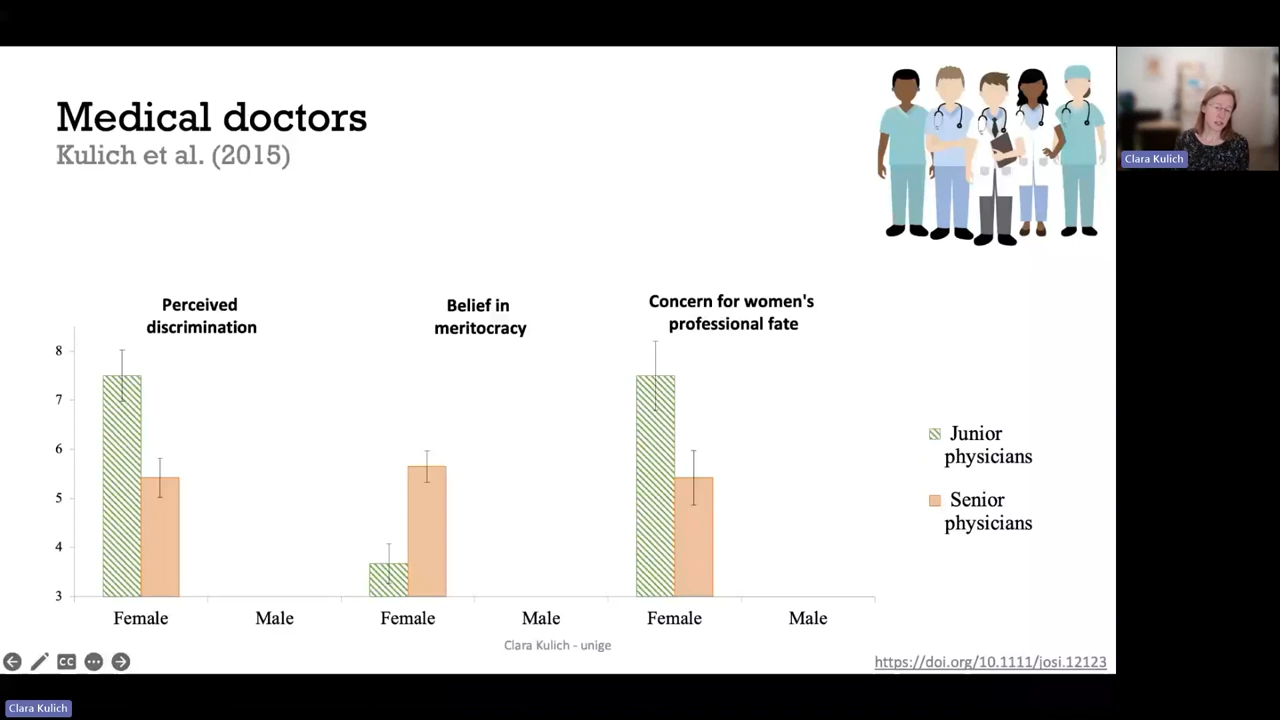 Medical doctors
Kulich et al. (2015)
Clara Kulich
Perceived
discrimination
Belief in
meritocracy
Concern for women's
professional fate
8
7
6
5
4
3
Junior
physicians
Senior
physicians
Female
Male
Female
Male
Female
Male
Clara Kulich - unige
CC
https://doi.org/10.1111/josi.12123
Clara Kulich